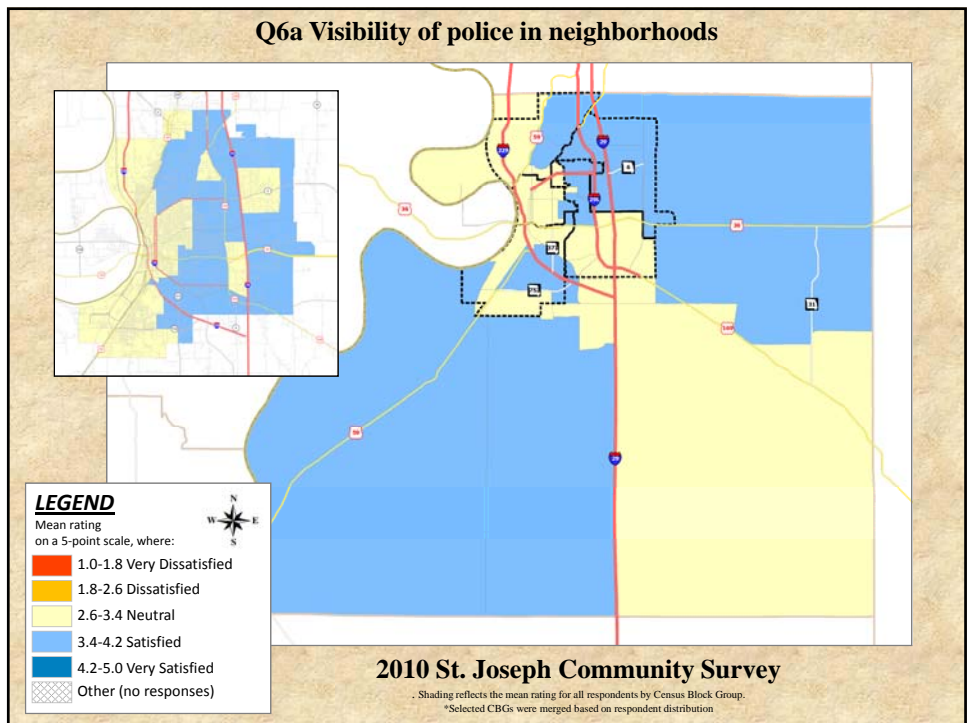 Q6a Visibility of police in neighborhoods
59
229
29
6
36
36
371
752
31
169
59
29
LEGEND
Mean rating
on a 5-point scale, where:
N
W E
S
1.0-1.8 Very Dissatisfied
1.8-2.6 Dissatisfied
2.6-3.4 Neutral
3.4-4.2 Satisfied
4.2-5.0 Very Satisfied
Other (no responses)
2010 St. Joseph Community Survey
. Shading reflects the mean rating for all respondents by Census Block Group.
*Selected CBGs were merged based on respondent distribution